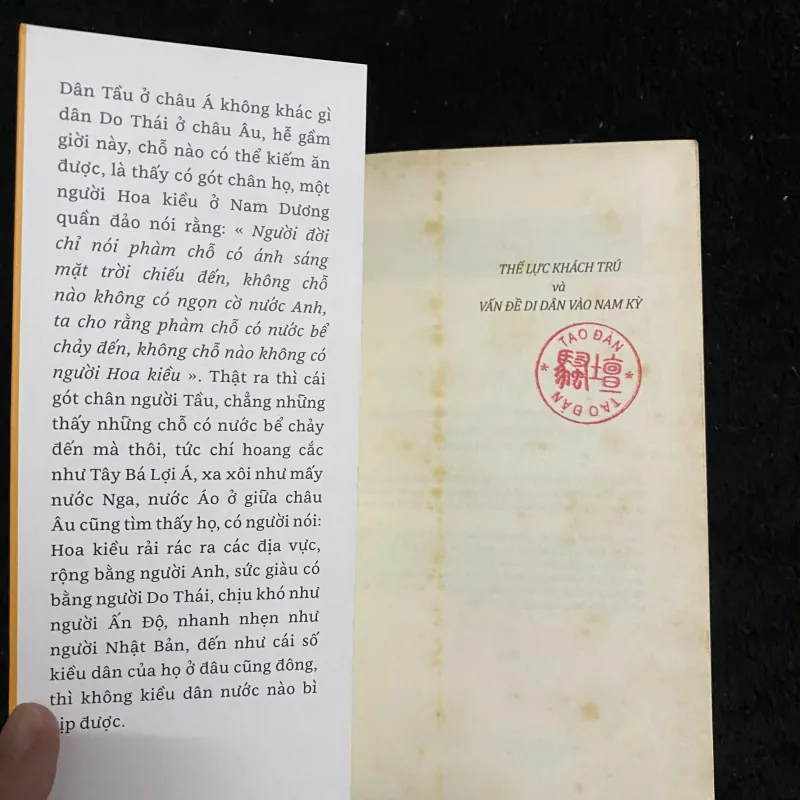 Dân Tầu ở châu Á không khác gì
dân Do Thái ở châu Âu, hễ gầm
giời này, chỗ nào có thể kiếm ăn
được, là thấy có gót chân họ, một
người Hoa kiều ở Nam Dương
quần đảo nói rằng: « Người đời
chỉ nói phàm chỗ có ánh sáng
mặt trời chiếu đến, không chỗ
nào không có ngọn cờ nước Anh,
ta cho rằng phàm chỗ có nước bể
chảy đến, không chỗ nào không có
người Hoa kiều ». Thật ra thì cái
gót chân người Tầu, chẳng những
thấy những chỗ có nước bể chảy
đến mà thôi, tức chí hoang cắc
như Tây Bá Lợi Á, xa xôi như mấy
nước Nga, nước Áo ở giữa châu
Âu cũng tìm thấy họ, có người nói:
Hoa kiều rải rác ra các địa vực,
rộng bằng người Anh, sức giàu có
bằng người Do Thái, chịu khó như
người Ấn Độ, nhanh nhẹn như
người Nhật Bản, đến như cái số
kiều dân của họ ở đâu cũng đông,
thì không kiều dân nước nào bì
ịp được.
THẾ LỰC KHÁCH TRÚ
và
VẤN ĐỀ DI DÂN VÀO NAM KỲ
TAO ĐÀN
騷壇
TAO ĐÀN